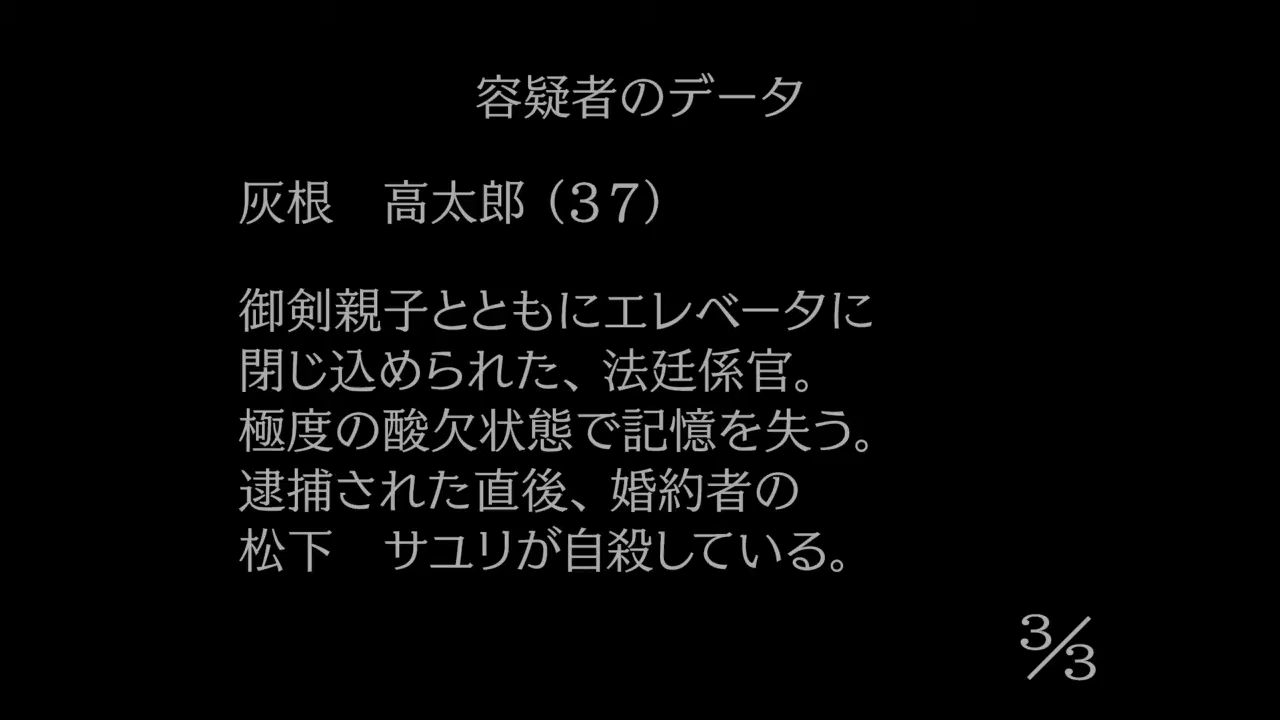 容疑者のデータ
灰根　高太郎（３７）
御剣親子とともにエレベータに
閉じ込められた、法廷係官。
極度の酸欠状態で記憶を失う。
逮捕された直後、婚約者の
松下　サユリが自殺している。
3/3